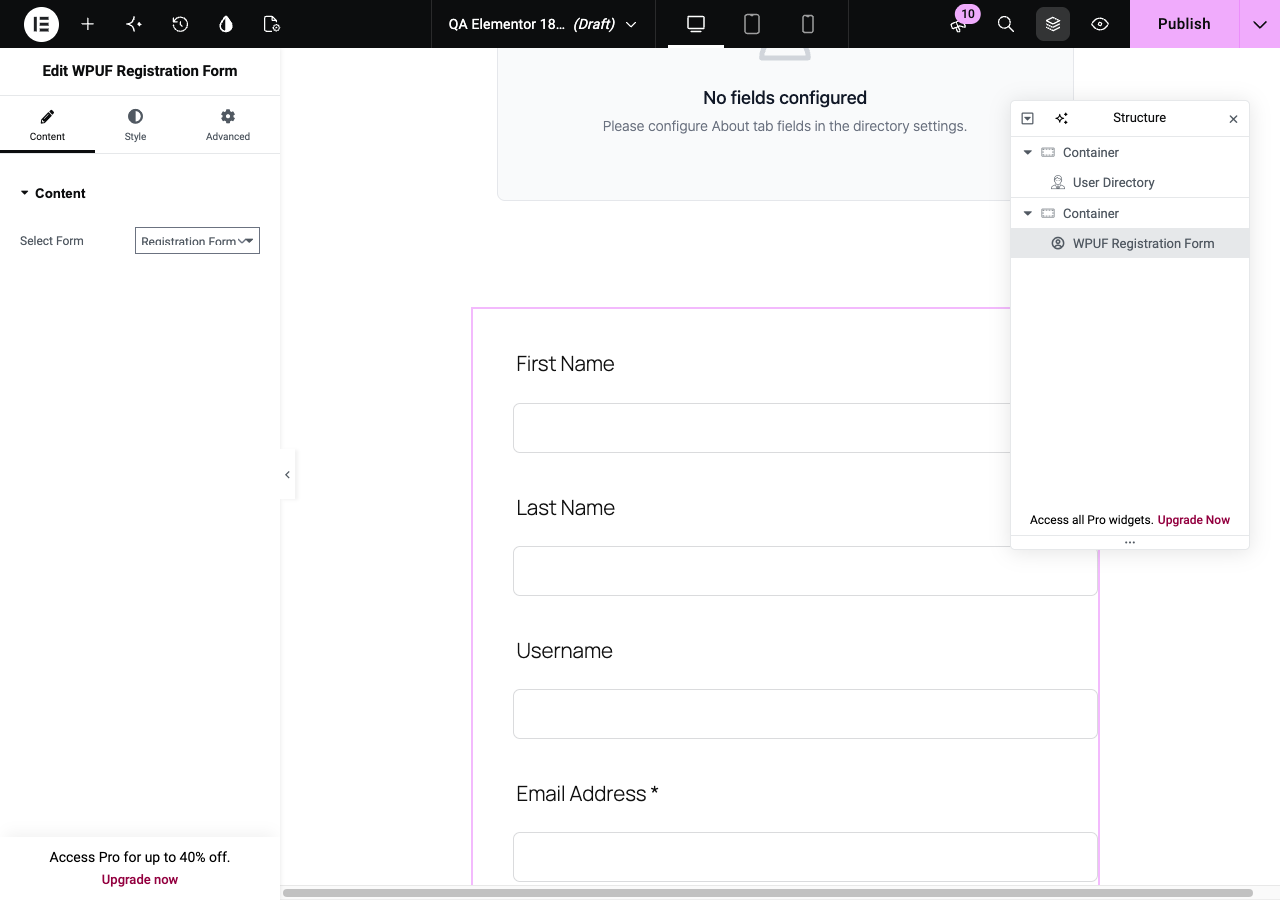 QA Elementor 18... (Draft)
10
Publish
Edit WPUF Registration Form
Content
Style
Advanced
Content
Select Form
Registration Form
Access Pro for up to 40% off.
Upgrade now
No fields configured
Please configure About tab fields in the directory settings.
First Name
Last Name
Username
Email Address *
Structure
Container
User Directory
Container
WPUF Registration Form
Access all Pro widgets. Upgrade Now
...